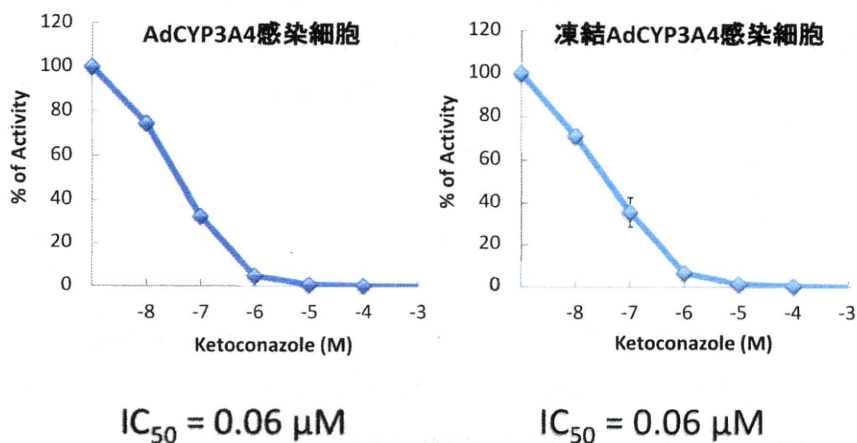 AdCYP3A4感染細胞
120
100
80
60
40
20
0
% of Activity
-8 -7 -6 -5 -4 -3
Ketoconazole (M)
IC50 = 0.06 μM
凍結AdCYP3A4感染細胞
120
100
80
60
40
20
0
% of Activity
-8 -7 -6 -5 -4 -3
Ketoconazole (M)
IC50 = 0.06 μM